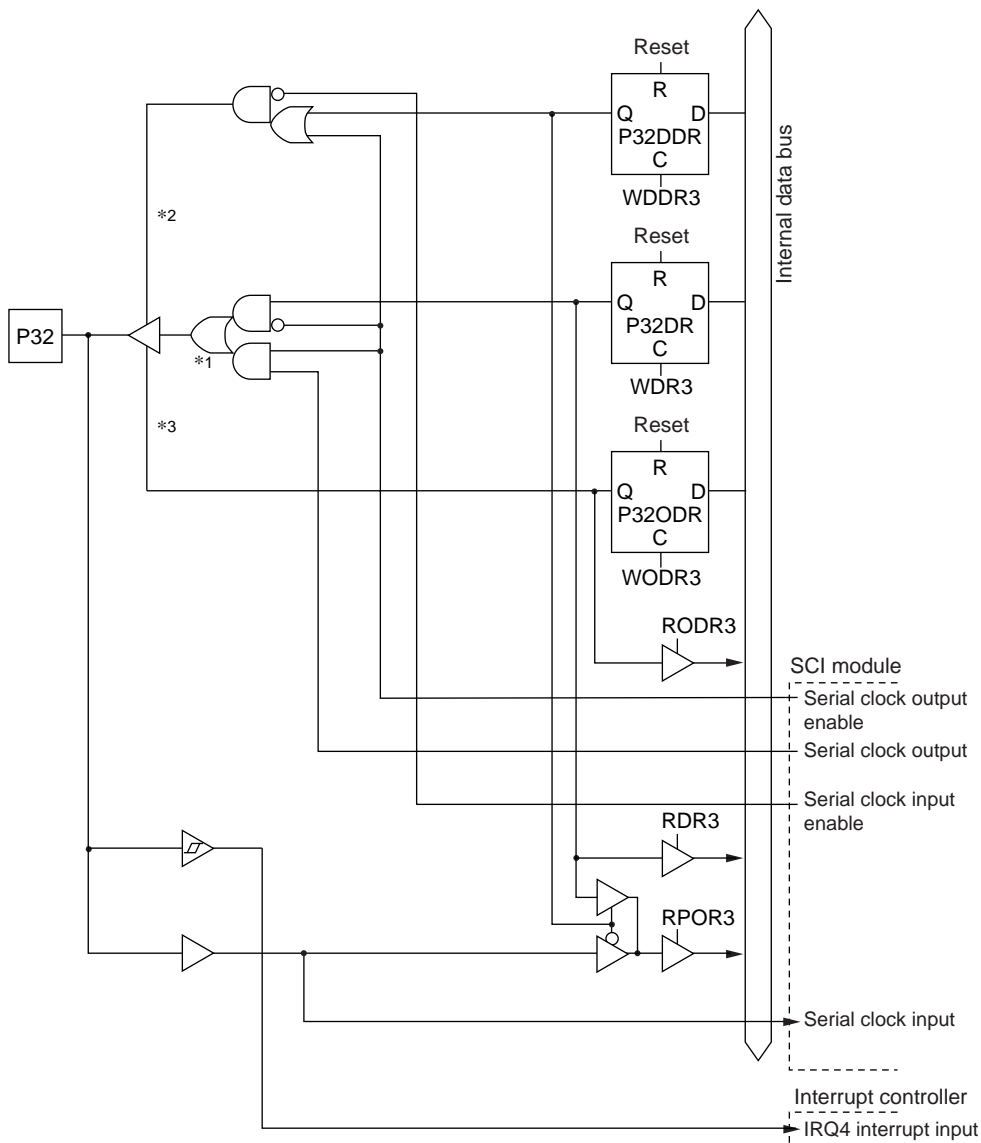 Reset
R
Q D
P32DDR
C
WDDR3
Internal data bus
*2
Reset
R
Q D
P32DR
C
WDR3
P32
*1
*3
Reset
R
Q D
P32ODR
C
WODR3
RODR3
SCI module
Serial clock output
enable
Serial clock output
Serial clock input
enable
RDR3
RPOR3
Serial clock input
Interrupt controller
IRQ4 interrupt input